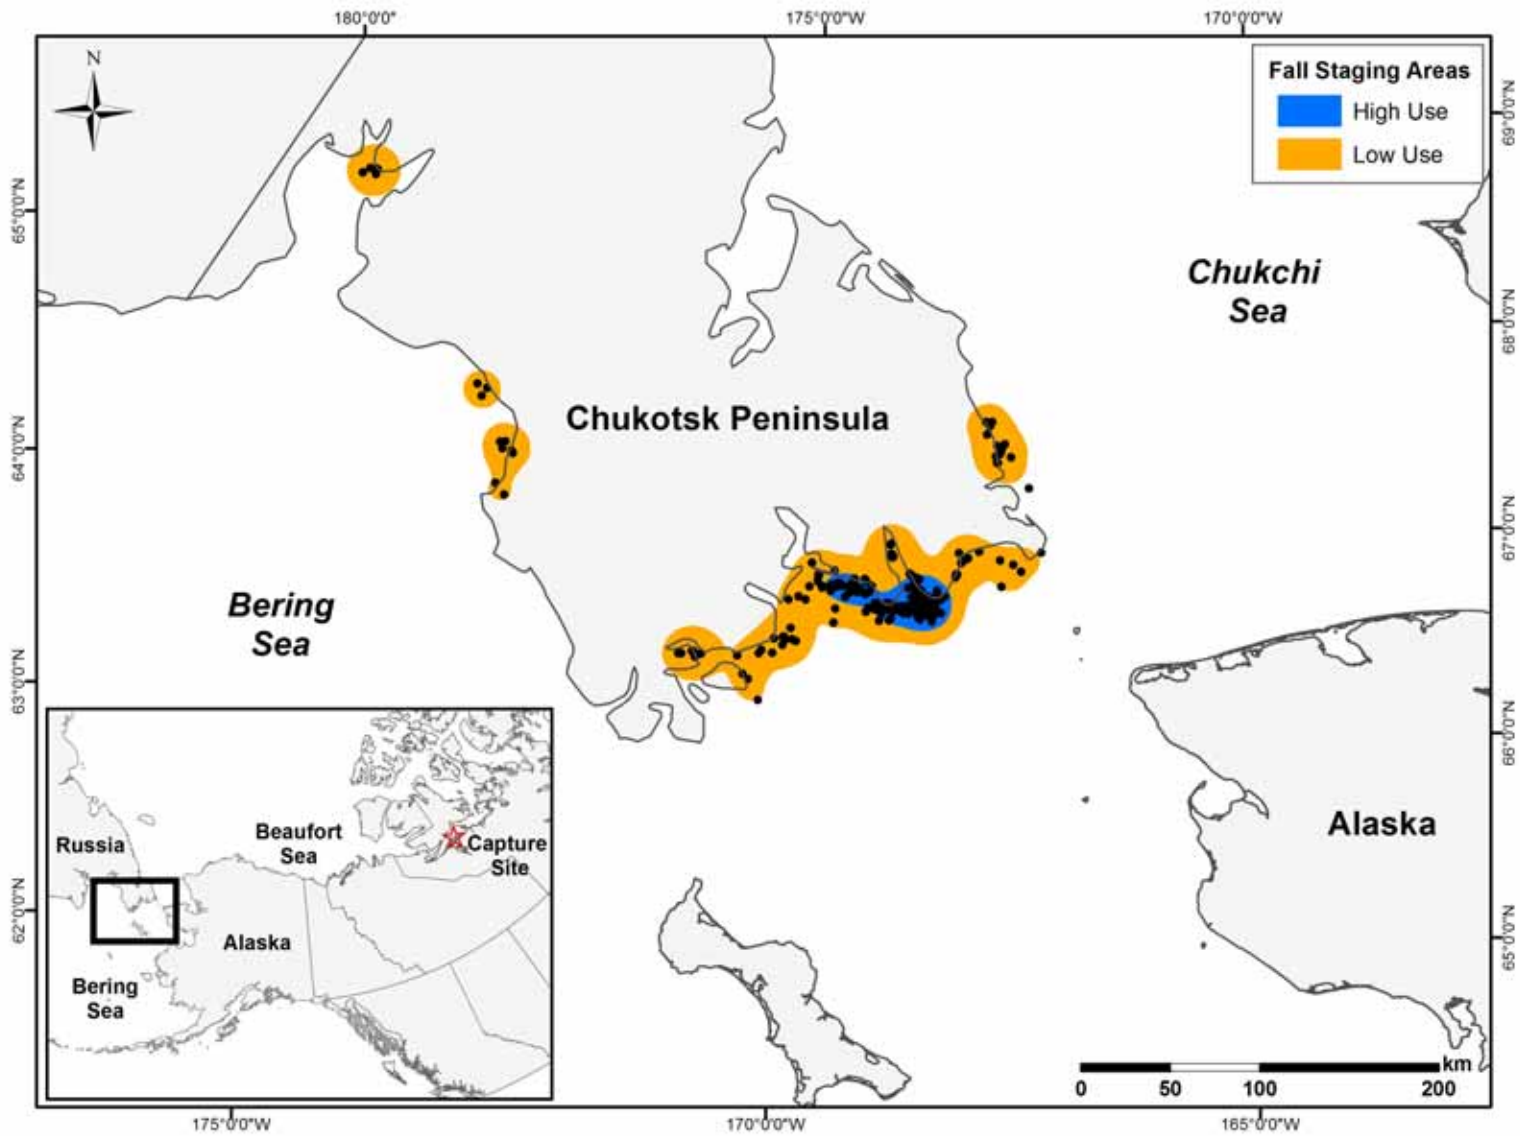 180°0'0"
175°0'0"W
170°0'0"W
N
Fall Staging Areas
High Use
Low Use
69°0'0"N
65°0'0"N
Chukchi
Sea
68°0'0"N
Chukotsk Peninsula
64°0'0"N
67°0'0"N
Bering
Sea
63°0'0"N
66°0'0"N
Alaska
Beaufort
Sea
Russia
Capture
Site
62°0'0"N
Alaska
65°0'0"N
Bering
Sea
km
0 50 100 200
175°0'0"W
170°0'0"W
165°0'0"W